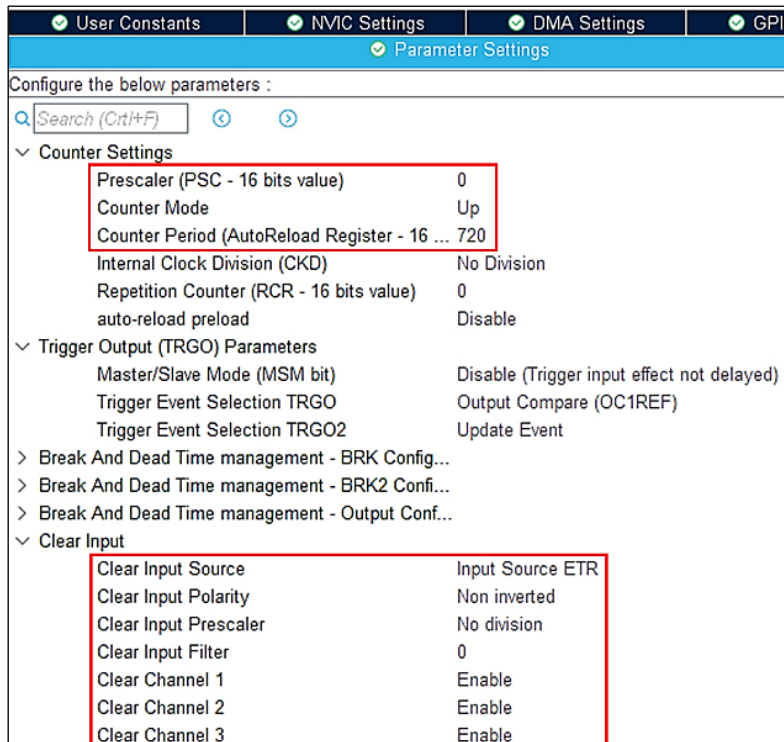 User Constants NVIC Settings DMA Settings GPI
Parameter Settings
Configure the below parameters :
Search (Crtl+F)
Counter Settings
Prescaler (PSC - 16 bits value) 0
Counter Mode Up
Counter Period (AutoReload Register - 16 ... 720
Internal Clock Division (CKD) No Division
Repetition Counter (RCR - 16 bits value) 0
auto-reload preload Disable
Trigger Output (TRGO) Parameters
Master/Slave Mode (MSM bit) Disable (Trigger input effect not delayed)
Trigger Event Selection TRGO Output Compare (OC1REF)
Trigger Event Selection TRGO2 Update Event
Break And Dead Time management - BRK Config...
Break And Dead Time management - BRK2 Confi...
Break And Dead Time management - Output Conf...
Clear Input
Clear Input Source Input Source ETR
Clear Input Polarity Non inverted
Clear Input Prescaler No division
Clear Input Filter 0
Clear Channel 1 Enable
Clear Channel 2 Enable
Clear Channel 3 Enable